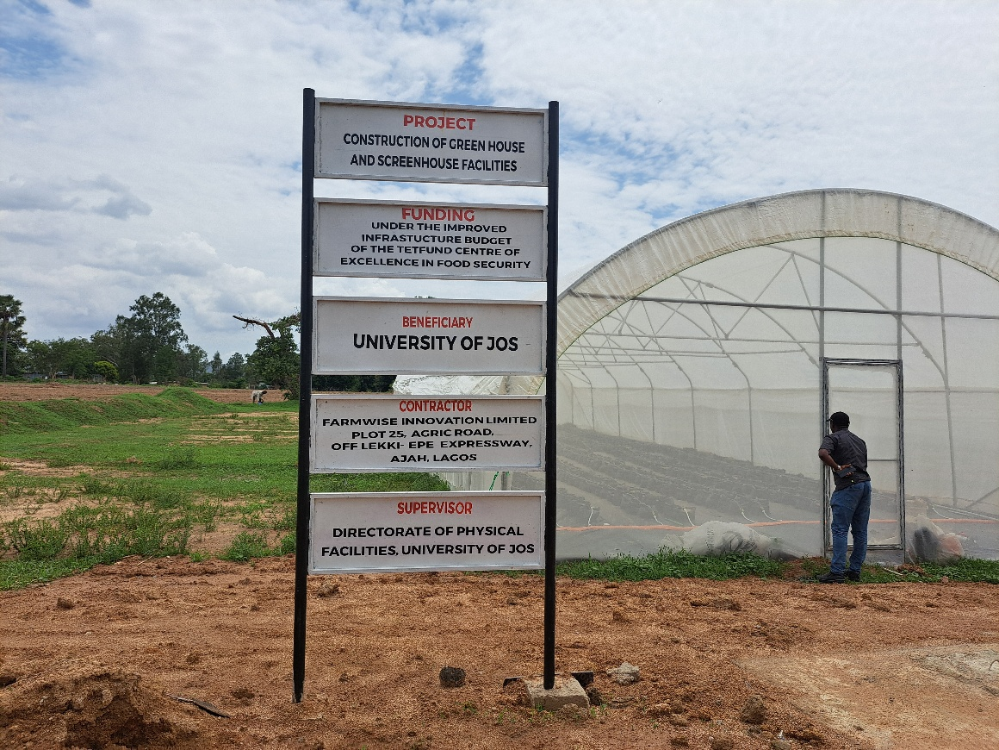 PROJECT
CONSTRUCTION OF GREEN HOUSE
AND SCREENHOUSE FACILITIES
FUNDING
UNDER THE IMPROVED
INFRASTUCTURE BUDGET
OF THE TETFUND CENTRE OF
EXCELLENCE IN FOOD SECURITY
BENEFICIARY
UNIVERSITY OF JOS
CONTRACTOR
FARMWISE INNOVATION LIMITED
PLOT 25, AGRIC ROAD,
OFF LEKKI- EPE EXPRESSWAY,
AJAH, LAGOS
SUPERVISOR
DIRECTORATE OF PHYSICAL
FACILITIES, UNIVERSITY OF JOS